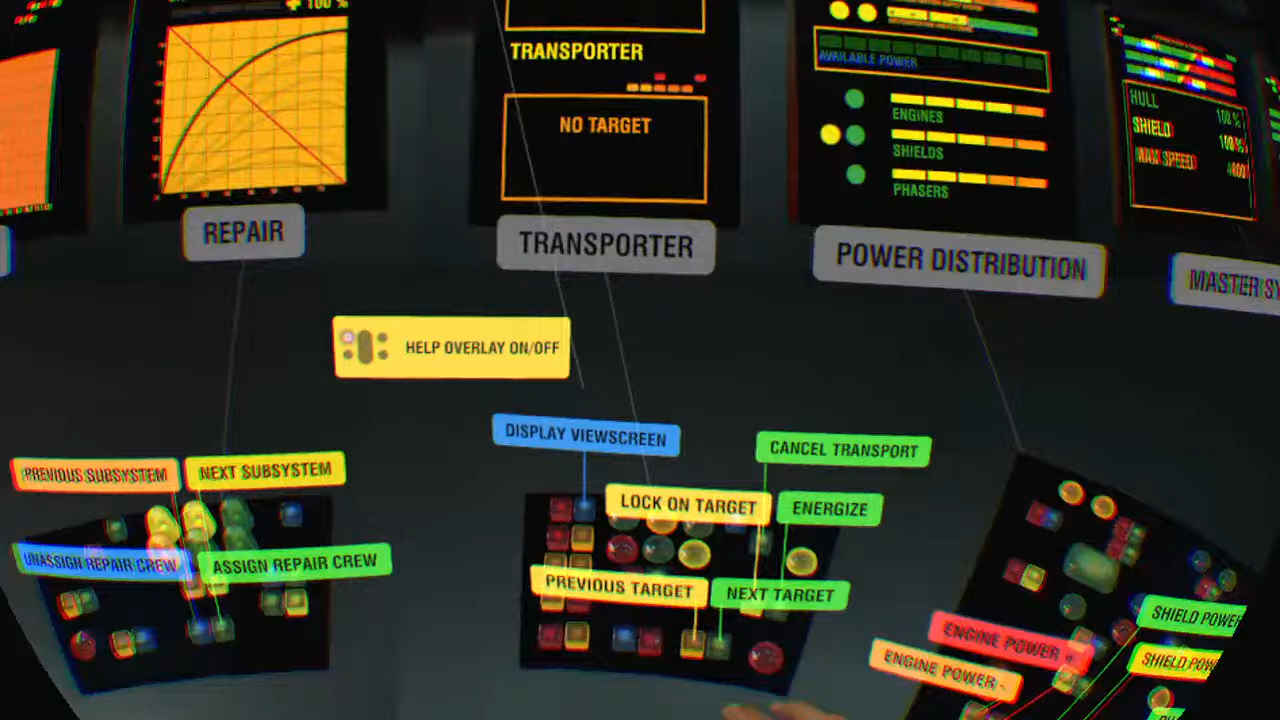 100 %
TRANSPORTER
NO TARGET
AVAILABLE POWER
ENGINES
SHIELDS
PHASERS
HULL 100 %
SHIELD 100 %
MAX SPEED
REPAIR
TRANSPORTER
POWER DISTRIBUTION
MASTER SY
HELP OVERLAY ON/OFF
DISPLAY VIEWSCREEN
CANCEL TRANSPORT
PREVIOUS SUBSYSTEM
NEXT SUBSYSTEM
LOCK ON TARGET
ENERGIZE
UNASSIGN REPAIR CREW
ASSIGN REPAIR CREW
PREVIOUS TARGET
NEXT TARGET
SHIELD POWER
ENGINE POWER +
SHIELD POW
ENGINE POWER -